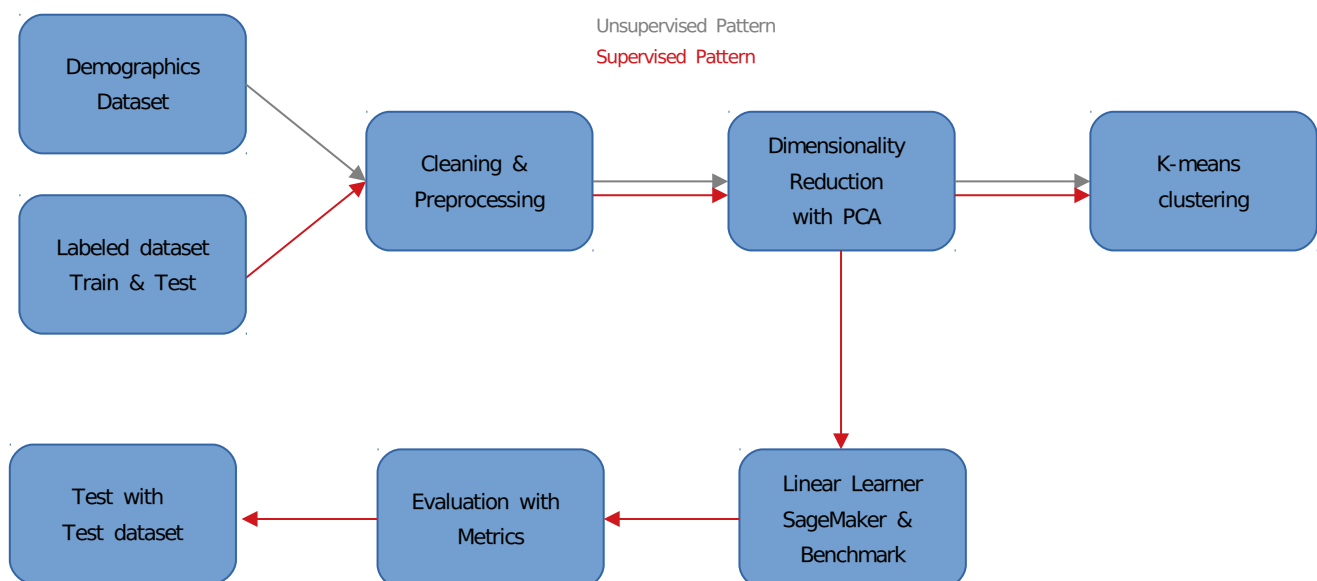 Unsupervised Pattern
Supervised Pattern
Demographics
Dataset
Labeled dataset
Train & Test
Cleaning &
Preprocessing
Dimensionality
Reduction
with PCA
K-means
clustering
Test with
Test dataset
Evaluation with
Metrics
Linear Learner
SageMaker &
Benchmark